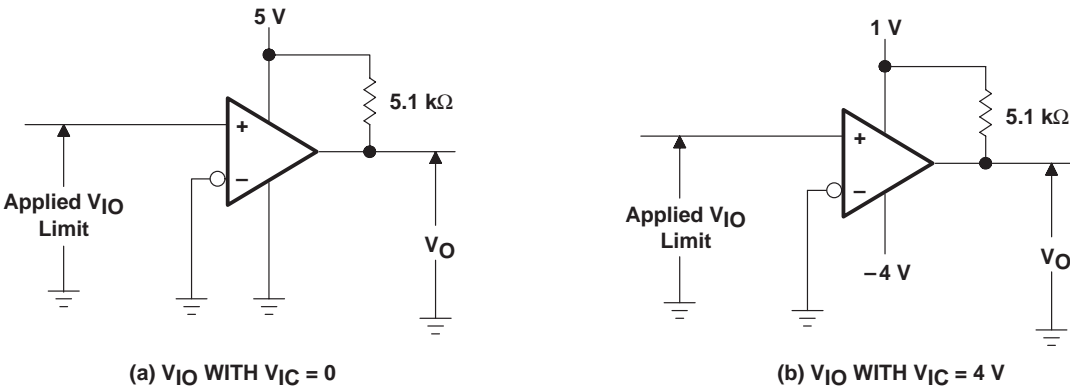 5 V
5.1 kΩ
+
−
Applied VIO
Limit
VO
(a) VIO WITH VIC = 0
1 V
5.1 kΩ
+
−
Applied VIO
Limit
−4 V
VO
(b) VIO WITH VIC = 4 V